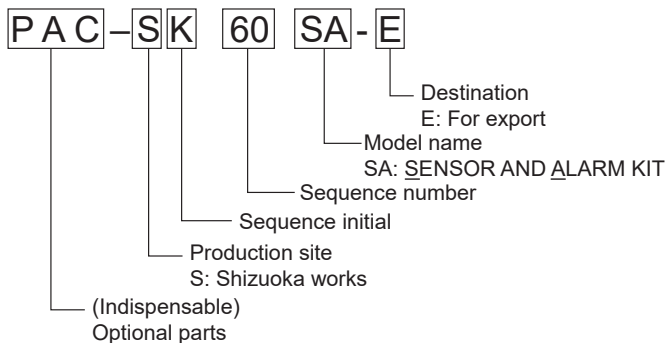 PAC–SK 60 SA-E
Destination
E: For export
Model name
SA: SENSOR AND ALARM KIT
Sequence number
Sequence initial
Production site
S: Shizuoka works
(Indispensable)
Optional parts